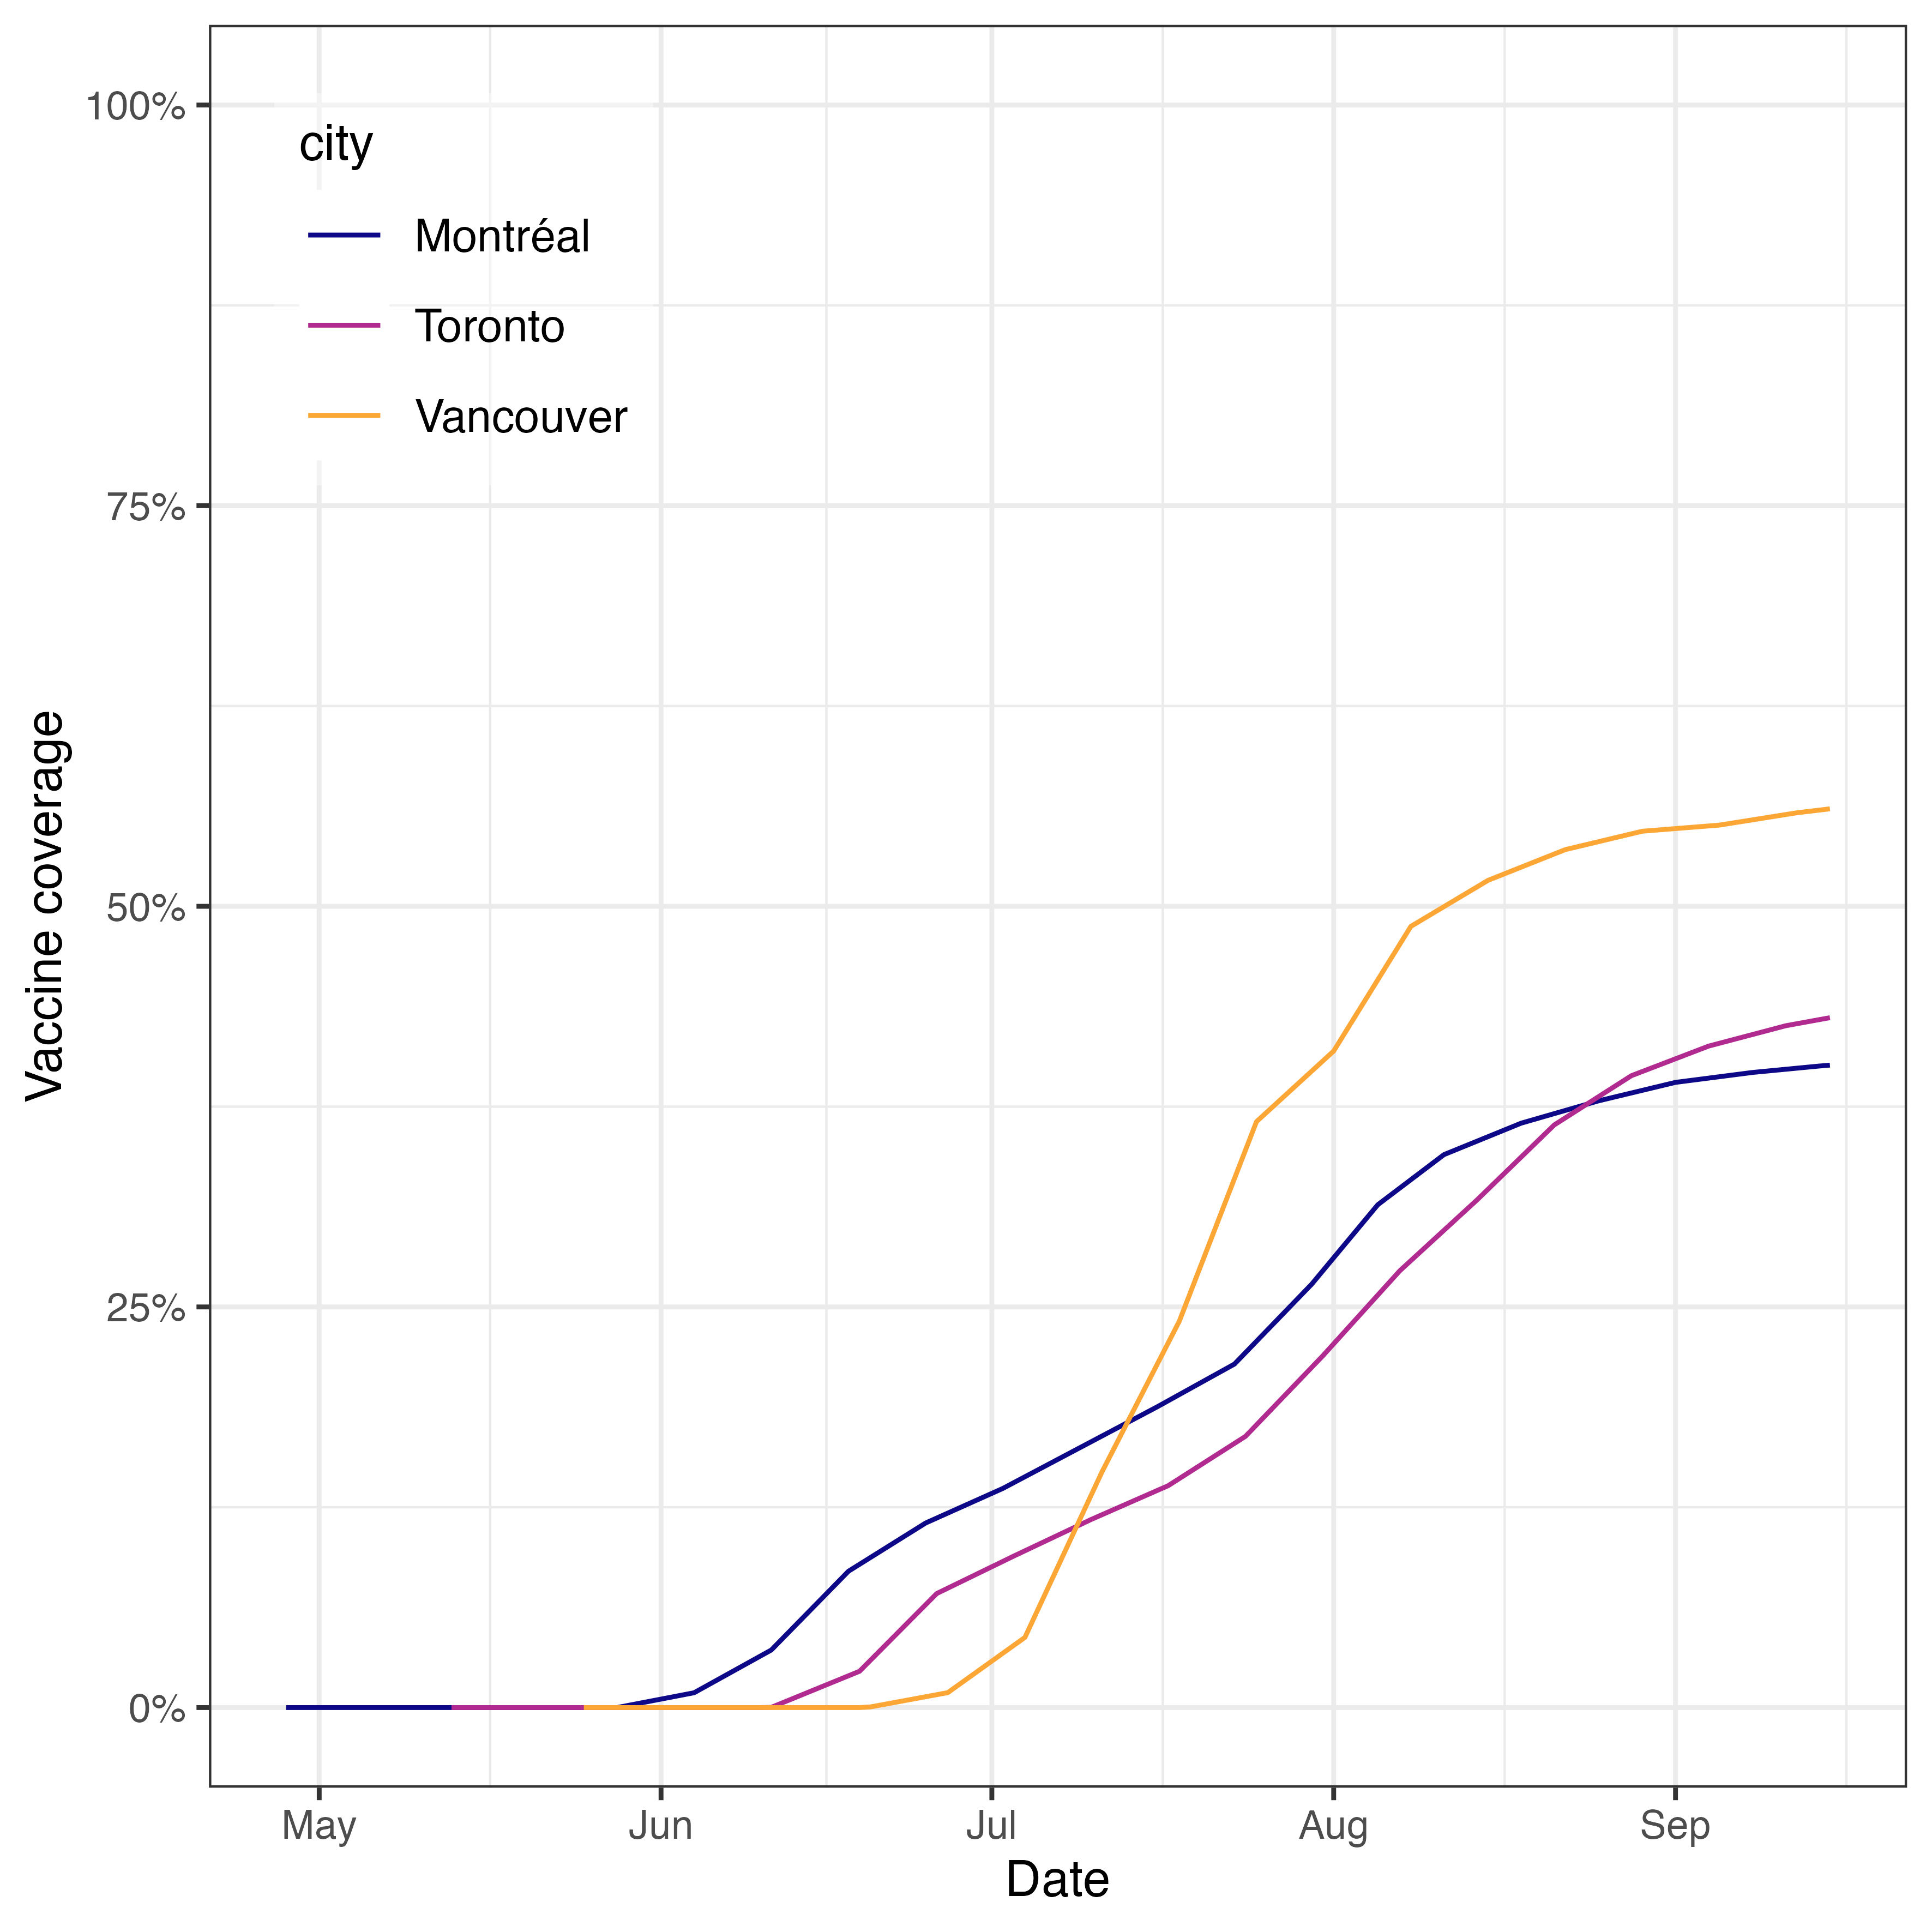 100%
75%
50%
25%
0%
Vaccine coverage
city
Montréal
Toronto
Vancouver
May
Jun
Jul
Aug
Sep
Date